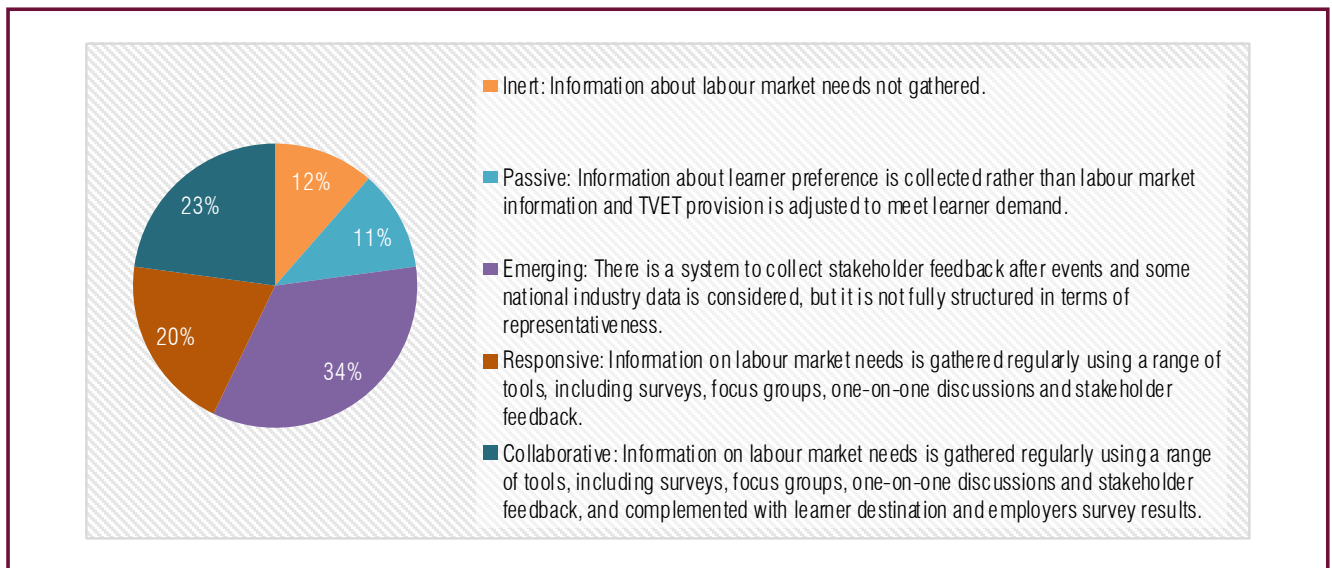 12%
11%
34%
20%
23%
Inert: Information about labour market needs not gathered.
Passive: Information about learner preference is collected rather than labour market
information and TVET provision is adjusted to meet learner demand.
Emerging: There is a system to collect stakeholder feedback after events and some
national industry data is considered, but it is not fully structured in terms of
representativeness.
Responsive: Information on labour market needs is gathered regularly using a range of
tools, including surveys, focus groups, one-on-one discussions and stakeholder
feedback.
Collaborative: Information on labour market needs is gathered regularly using a range
of tools, including surveys, focus groups, one-on-one discussions and stakeholder
feedback, and complemented with learner destination and employers survey results.